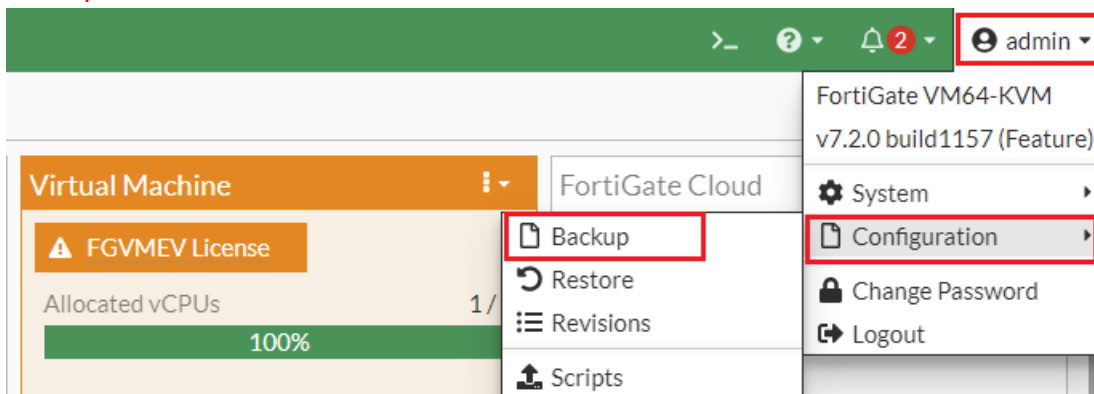 >_ ? 2 admin
FortiGate VM64-KVM
v7.2.0 build1157 (Feature)
System
Configuration
Change Password
Logout
Virtual Machine
FGVMEV License
Allocated vCPUs 1 /
100%
FortiGate Cloud
Backup
Restore
Revisions
Scripts